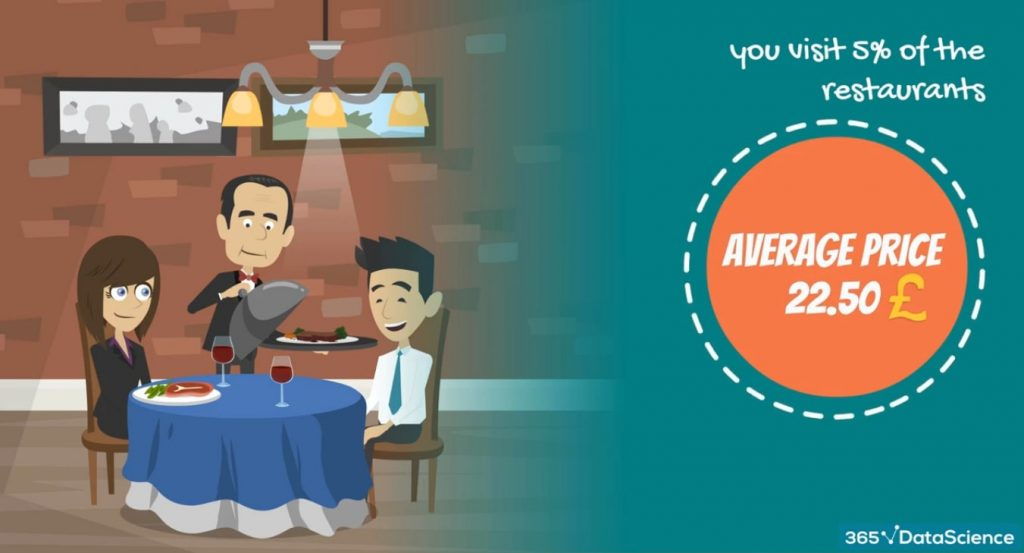 you visit 5% of the
restaurants
AVERAGE PRICE
22.50 £
365 DataScience